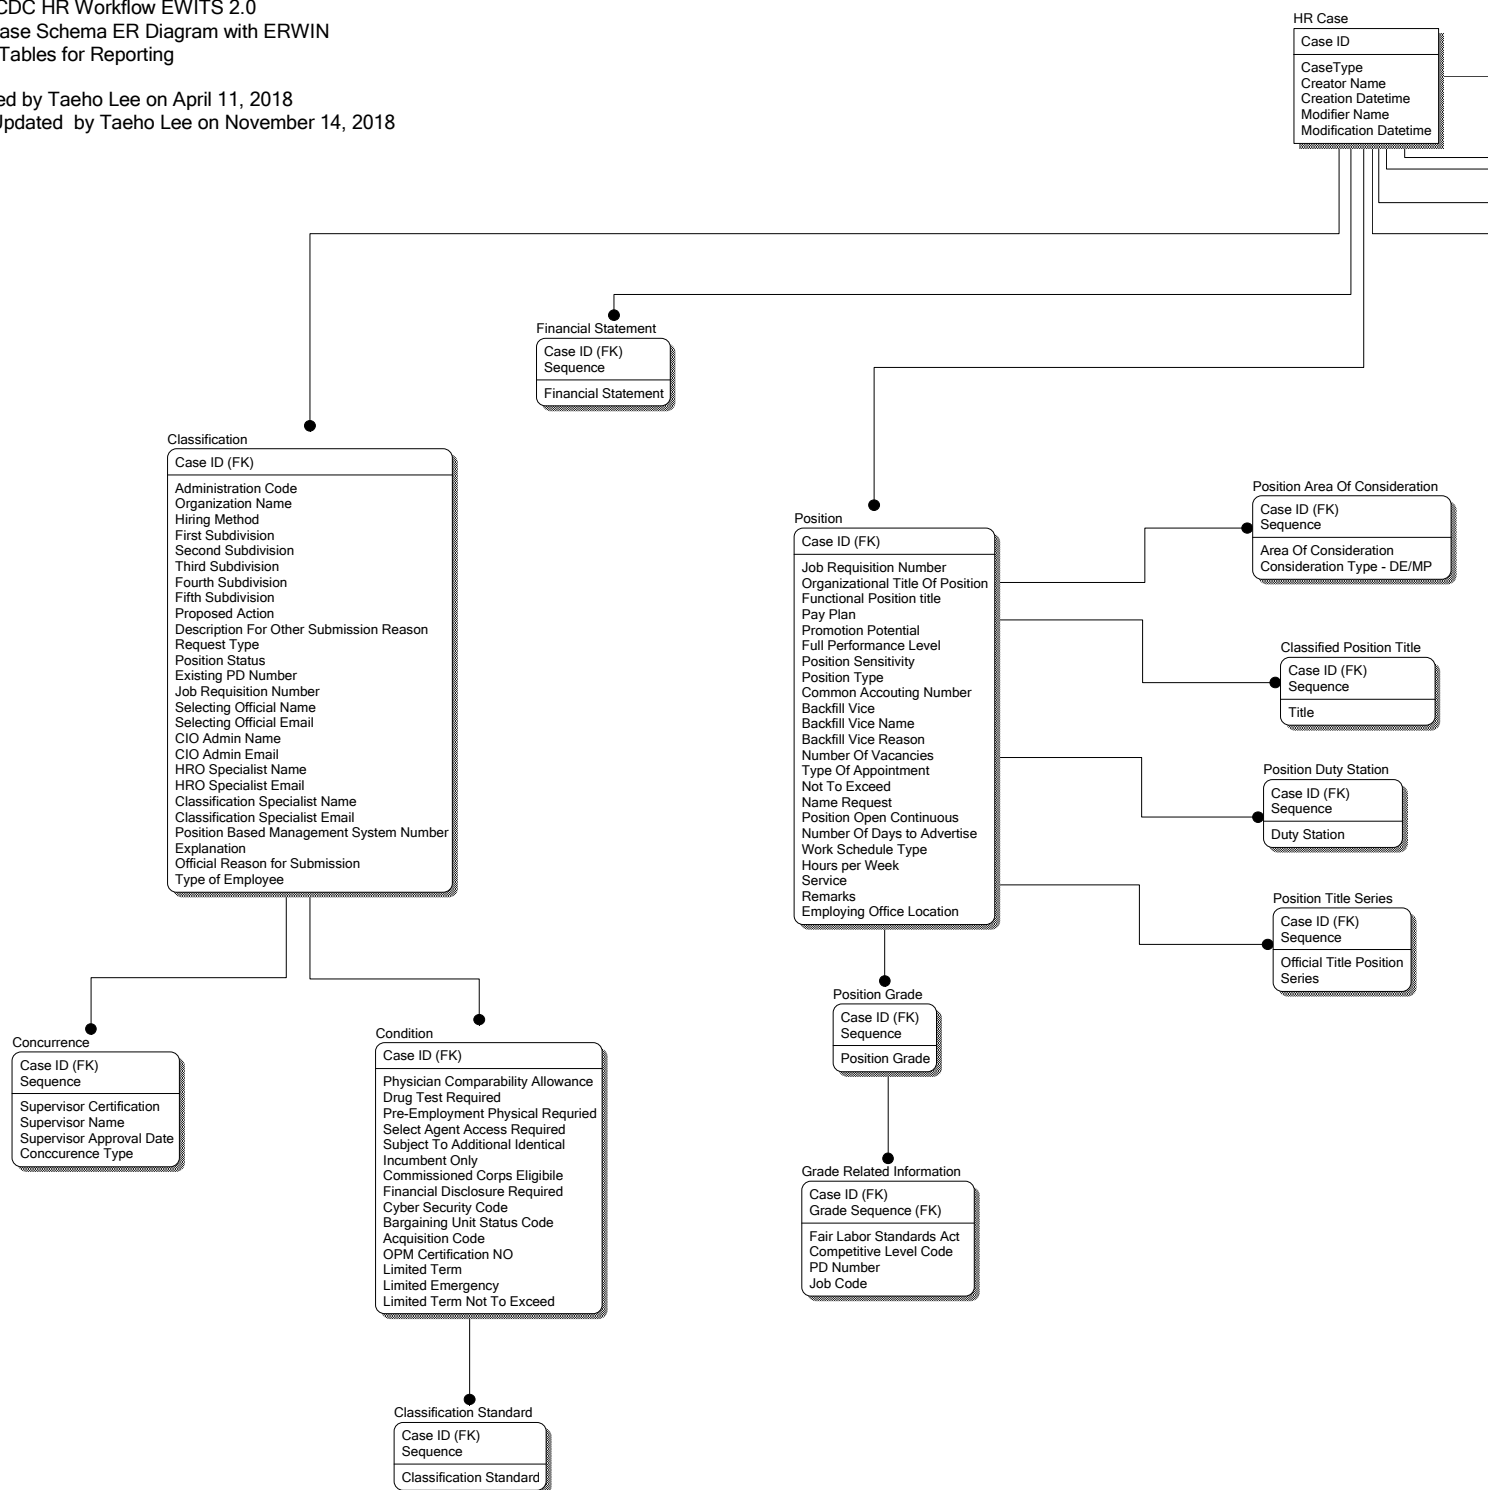 CDC HR Workflow EWITS 2.0
ase Schema ER Diagram with ERWIN
Tables for Reporting
ed by Taeho Lee on April 11, 2018
Updated by Taeho Lee on November 14, 2018
HR Case
Case ID
CaseType
Creator Name
Creation Datetime
Modifier Name
Modification Datetime
Financial Statement
Case ID (FK)
Sequence
Financial Statement
Classification
Case ID (FK)
Administration Code
Organization Name
Hiring Method
First Subdivision
Second Subdivision
Third Subdivision
Fourth Subdivision
Fifth Subdivision
Proposed Action
Description For Other Submission Reason
Request Type
Position Status
Existing PD Number
Job Requisition Number
Selecting Official Name
Selecting Official Email
CIO Admin Name
CIO Admin Email
HRO Specialist Name
HRO Specialist Email
Classification Specialist Name
Classification Specialist Email
Position Based Management System Number
Explanation
Official Reason for Submission
Type of Employee
Position
Case ID (FK)
Job Requisition Number
Organizational Title Of Position
Functional Position title
Pay Plan
Promotion Potential
Full Performance Level
Position Sensitivity
Position Type
Common Accouting Number
Backfill Vice
Backfill Vice Name
Backfill Vice Reason
Number Of Vacancies
Type Of Appointment
Not To Exceed
Name Request
Position Open Continuous
Number Of Days to Advertise
Work Schedule Type
Hours per Week
Service
Remarks
Employing Office Location
Position Area Of Consideration
Case ID (FK)
Sequence
Area Of Consideration
Consideration Type - DE/MP
Classified Position Title
Case ID (FK)
Sequence
Title
Position Duty Station
Case ID (FK)
Sequence
Duty Station
Position Title Series
Case ID (FK)
Sequence
Official Title Position
Series
Position Grade
Case ID (FK)
Sequence
Position Grade
Concurrence
Case ID (FK)
Sequence
Supervisor Certification
Supervisor Name
Supervisor Approval Date
Conccurence Type
Condition
Case ID (FK)
Physician Comparability Allowance
Drug Test Required
Pre-Employment Physical Requried
Select Agent Access Required
Subject To Additional Identical
Incumbent Only
Commissioned Corps Eligibile
Financial Disclosure Required
Cyber Security Code
Bargaining Unit Status Code
Acquisition Code
OPM Certification NO
Limited Term
Limited Emergency
Limited Term Not To Exceed
Grade Related Information
Case ID (FK)
Grade Sequence (FK)
Fair Labor Standards Act
Competitive Level Code
PD Number
Job Code
Classification Standard
Case ID (FK)
Sequence
Classification Standard